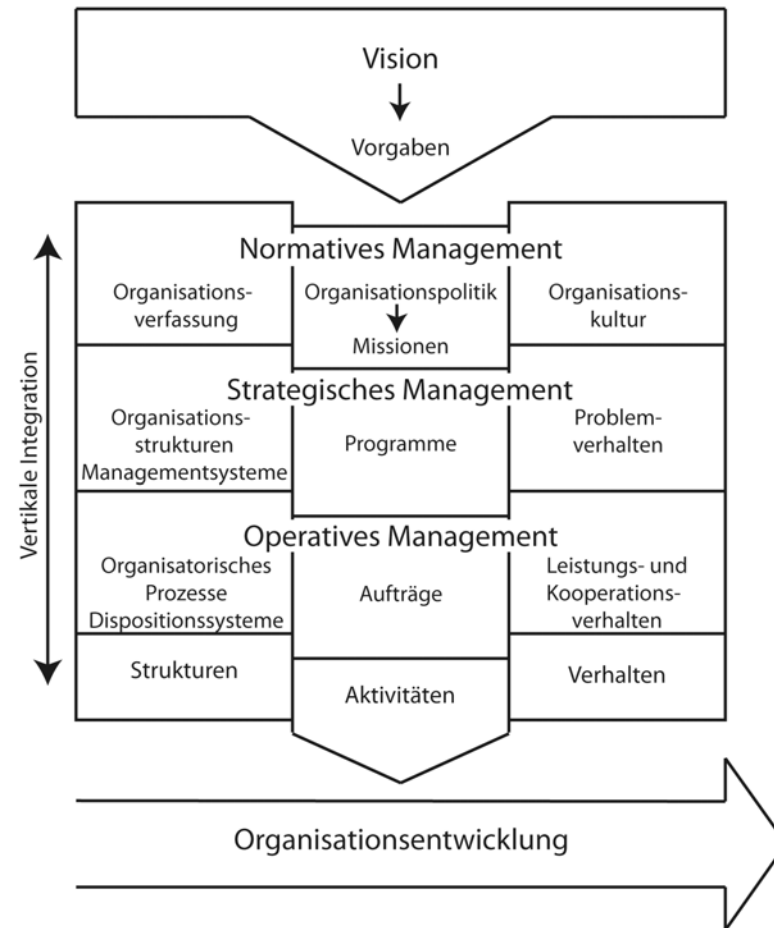 Vision
Vorgaben
Vertikale Integration
Normatives Management
Organisations-
verfassung
Organisationspolitik
Missionen
Organisations-
kultur
Strategisches Management
Organisations-
strukturen
Managementsysteme
Programme
Problem-
verhalten
Operatives Management
Organisatorisches
Prozesse
Dispositionssysteme
Aufträge
Leistungs- und
Kooperations-
verhalten
Strukturen
Aktivitäten
Verhalten
Organisationsentwicklung